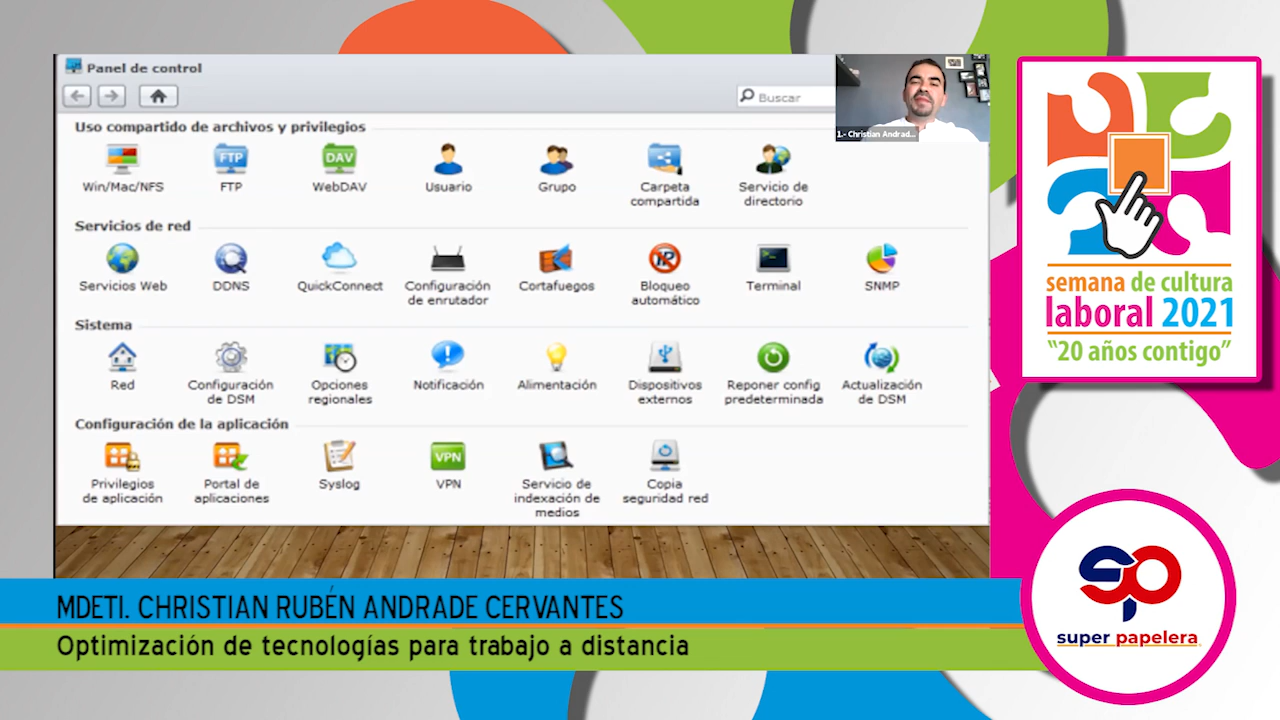 Panel de control
Buscar
1.- Christian Andrad...
Uso compartido de archivos y privilegios
FTP
DAV
Win/Mac/NFS
FTP
WebDAV
Usuario
Grupo
Carpeta
compartida
Servicio de
directorio
Servicios de red
IP
Servicios Web
DDNS
QuickConnect
Configuración
de enrutador
Cortafuegos
Bloqueo
automático
Terminal
SNMP
Sistema
Red
Configuración
de DSM
Opciones
regionales
Notificación
Alimentación
Dispositivos
externos
Reponer config
predeterminada
Actualización
de DSM
Configuración de la aplicación
VPN
Privilegios
de aplicación
Portal de
aplicaciones
Syslog
VPN
Servicio de
indexación de
medios
Copia
seguridad red
semana de cultura
laboral 2021
"20 años contigo"
MDETI. CHRISTIAN RUBÉN ANDRADE CERVANTES
Optimización de tecnologías para trabajo a distancia
sp
super papelera